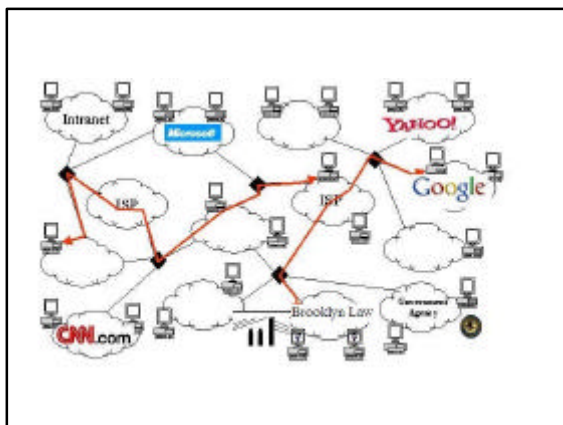 Intranet
Microsoft
YAHOO!
ISP
ISP
Google
Brooklyn Law
Government
Agency
CNN.com